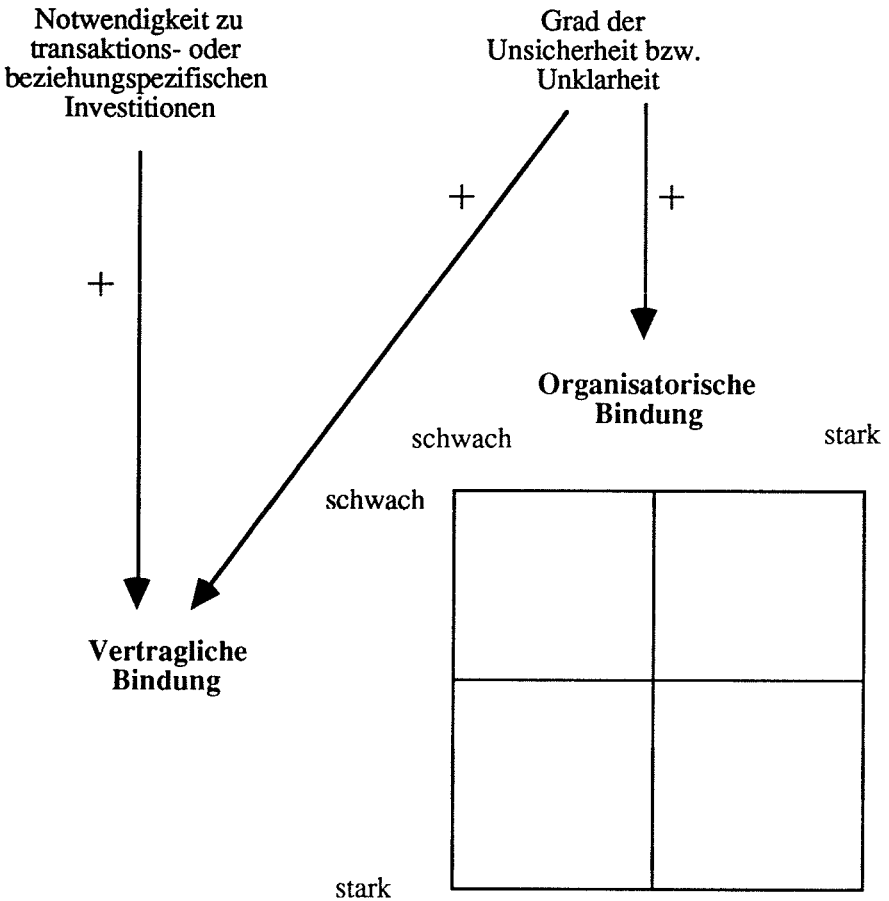 Notwendigkeit zu
transaktions- oder
beziehungspezifischen
Investitionen
Grad der
Unsicherheit bzw.
Unklarheit
+
+
+
Organisatorische
Bindung
schwach
stark
schwach
Vertragliche
Bindung
stark